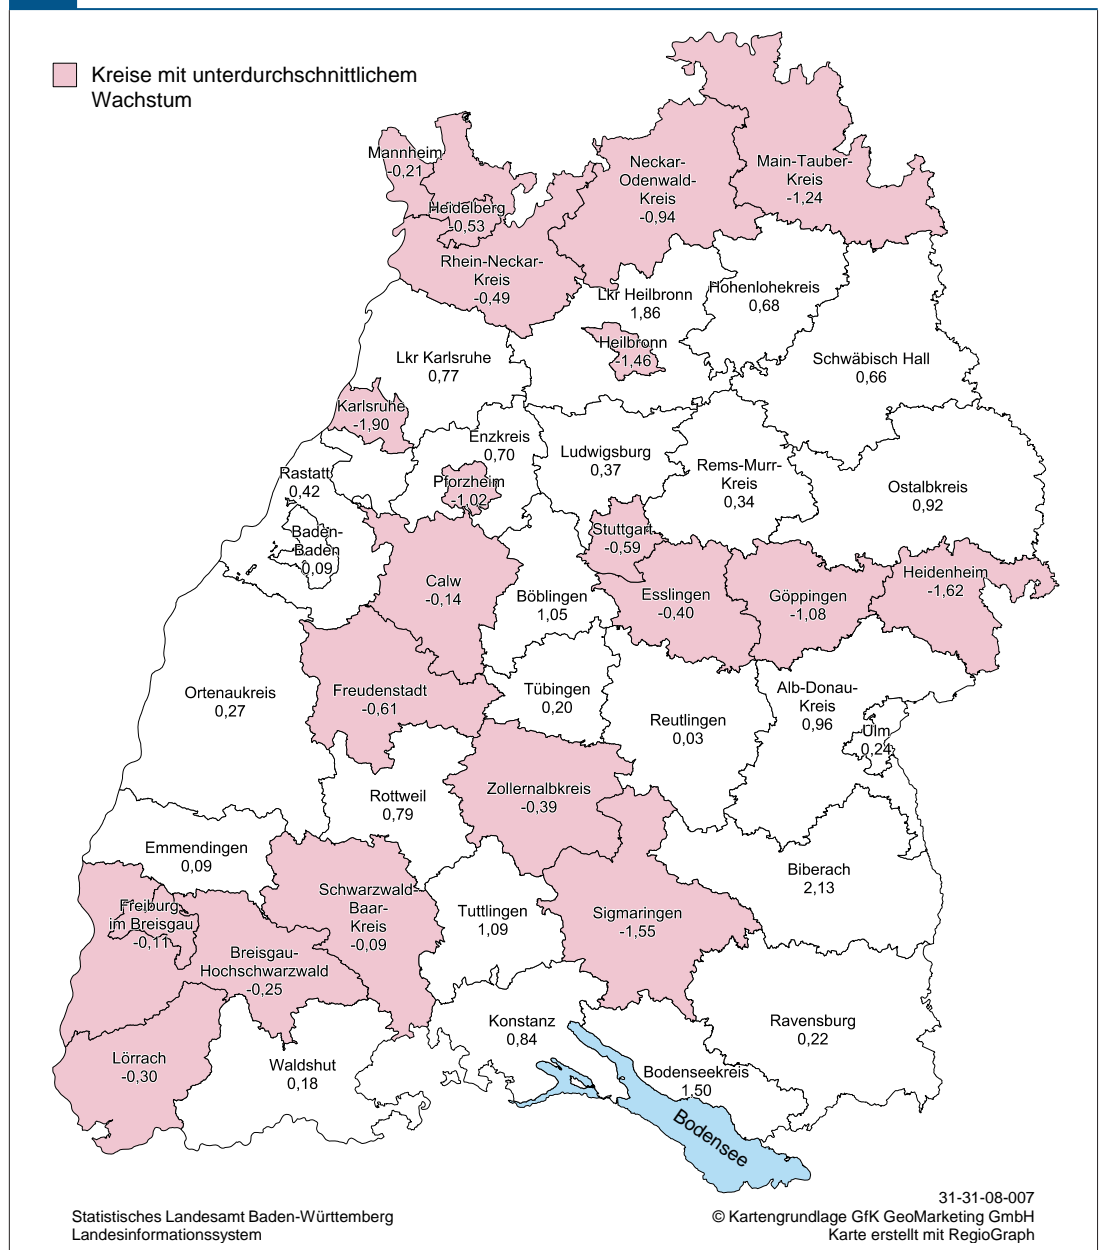 Kreise mit unterdurchschnittlichem
Wachstum
Mannheim
-0,21
Heidelberg
-0,53
Rhein-Neckar-
Kreis
-0,49
Neckar-
Odenwald-
Kreis
-0,94
Main-Tauber-
Kreis
-1,24
Lkr Heilbronn
1,86
Hohenlohekreis
0,68
Heilbronn
-1,46
Schwäbisch Hall
0,66
Lkr Karlsruhe
0,77
Karlsruhe
-1,90
Enzkreis
0,70
Ludwigsburg
0,37
Rems-Murr-
Kreis
0,34
Ostalbkreis
0,92
Rastatt
0,42
Pforzheim
-1,02
Baden-
Baden
0,09
Stuttgart
-0,59
Calw
-0,14
Böblingen
1,05
Esslingen
-0,40
Göppingen
-1,08
Heidenheim
-1,62
Ortenaukreis
0,27
Freudenstadt
-0,61
Tübingen
0,20
Reutlingen
0,03
Alb-Donau-
Kreis
0,96
Ulm
0,24
Rottweil
0,79
Zollernalbkreis
-0,39
Emmendingen
0,09
Biberach
2,13
Freiburg
im Breisgau
-0,11
Schwarzwald-
Baar-
Kreis
-0,09
Tuttlingen
1,09
Sigmaringen
-1,55
Breisgau-
Hochschwarzwald
-0,25
Konstanz
0,84
Ravensburg
0,22
Lörrach
-0,30
Waldshut
0,18
Bodenseekreis
1,50
Bodensee
31-31-08-007
Statistisches Landesamt Baden-Württemberg
Landesinformationssystem
© Kartengrundlage GfK GeoMarketing GmbH
Karte erstellt mit RegioGraph